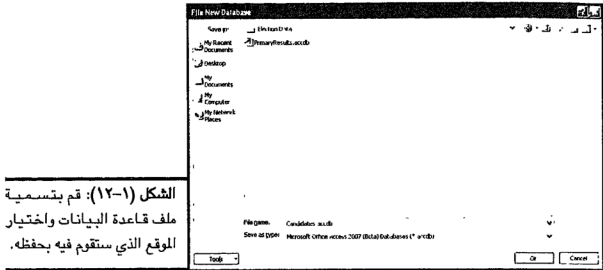 File New Database
Save in:
Election Data
My Recent Documents
PrimaryResults.accdb
Desktop
My Documents
My Computer
My Network Places
File name:
Candidates.accdb
Save as type:
Microsoft Office Access 2007 (Beta) Databases (*.accdb)
Tools
OK
Cancel
الشكل (١-١٢): قم بتسمية
ملف قاعدة البيانات واختيار
الموقع الذي ستقوم فيه بحفظه.